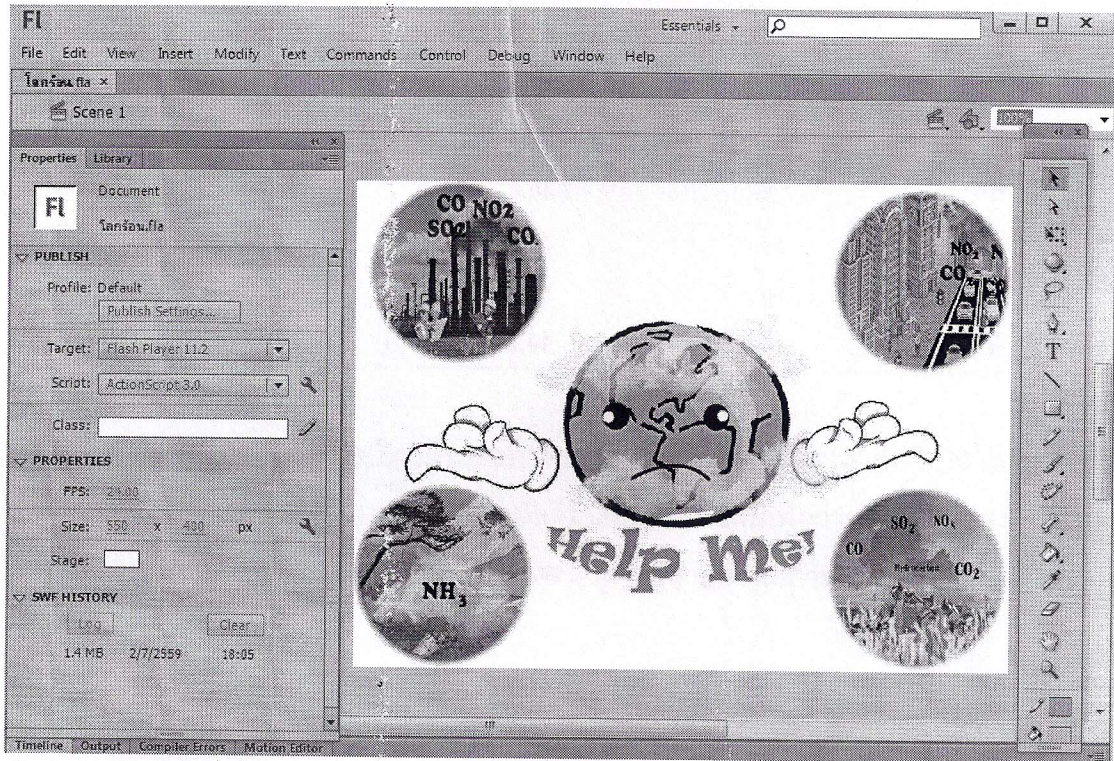 Fl
Essentials
File Edit View Insert Modify Text Commands Control Debug Window Help
โลกร้อน.fla ×
Scene 1
100%
Properties Library
Fl
Document
โลกร้อน.fla
PUBLISH
Profile: Default
Publish Settings...
Target: Flash Player 11.2
Script: ActionScript 3.0
Class:
PROPERTIES
FPS: 24.00
Size: 550 x 400 px
Stage:
SWF HISTORY
Log Clear
1.4 MB 2/7/2559 18:05
CO NO2
SO2 CO
NO₂ N
CO₂ CO
Help Me!
NH₃
SO₂ NOₓ
CO Hydrocarbon CO₂
T
Timeline Output Compiler Errors Motion Editor